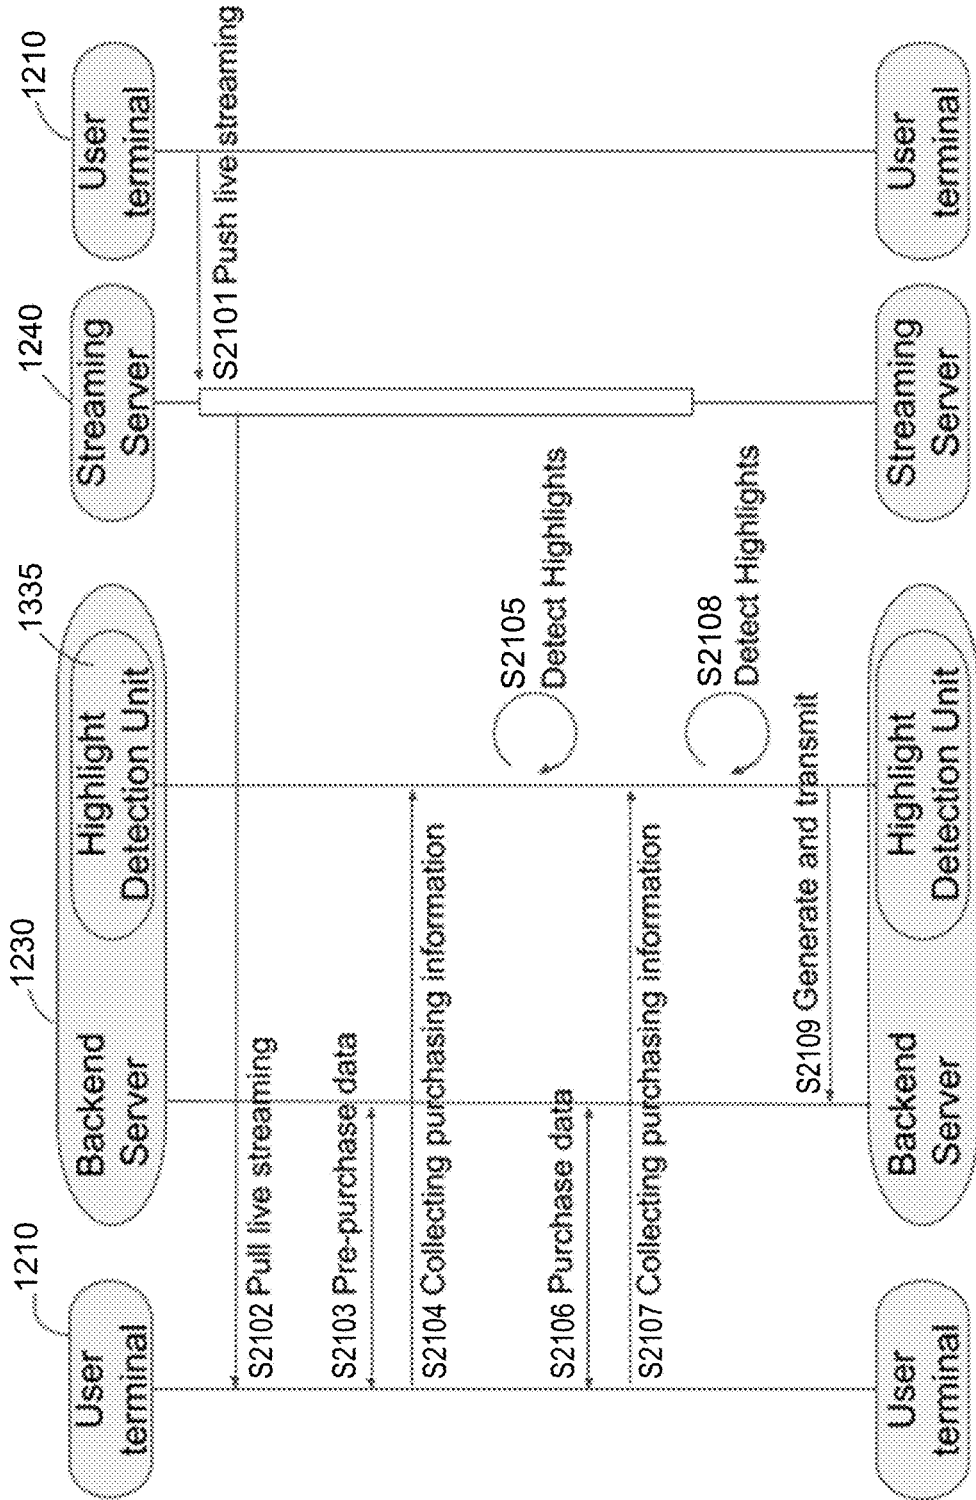 1210
1230
1335
1240
1210
User
terminal
Backend
Server
Highlight
Detection Unit
Streaming
Server
User
terminal
S2101 Push live streaming
S2102 Pull live streaming
S2103 Pre-purchase data
S2104 Collecting purchasing information
S2105
Detect Highlights
S2106 Purchase data
S2107 Collecting purchasing information
S2108
Detect Highlights
S2109 Generate and transmit
User
terminal
Backend
Server
Highlight
Detection Unit
Streaming
Server
User
terminal